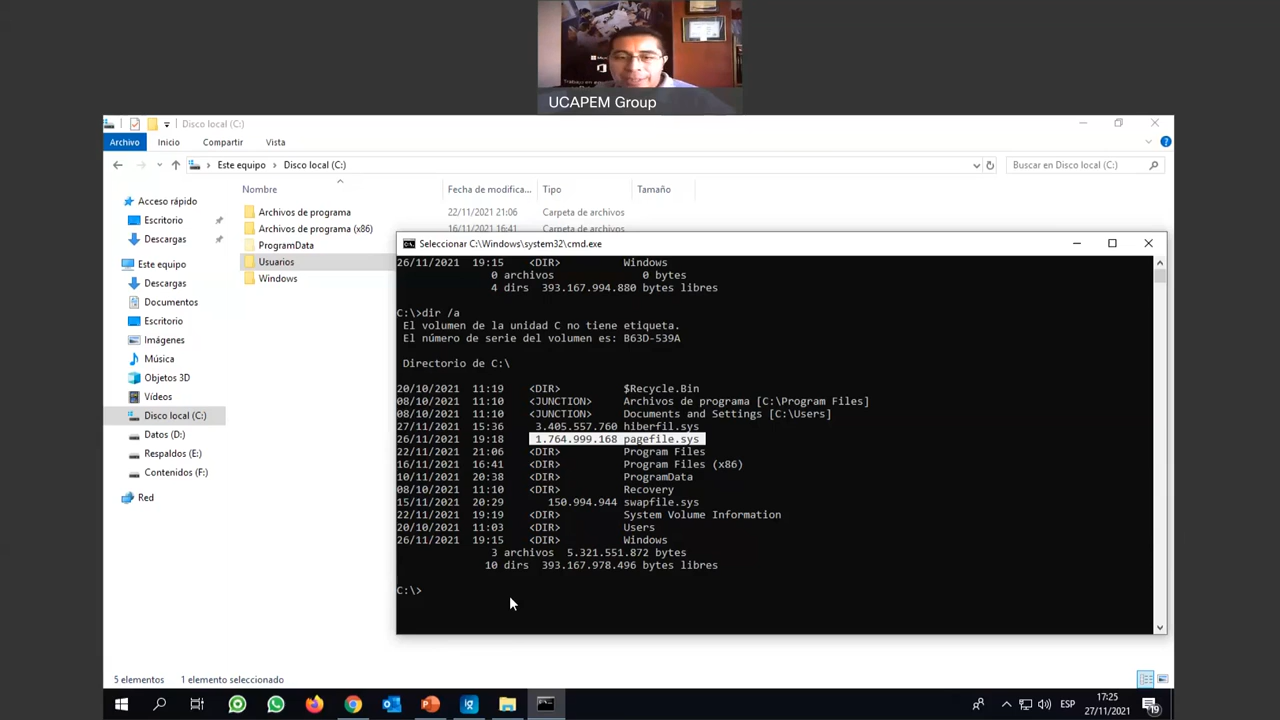 UCAPEM Group
Disco local (C:)
Archivo Inicio Compartir Vista
Este equipo Disco local (C:) Buscar en Disco local (C:)
Nombre Fecha de modifica... Tipo Tamaño
Acceso rápido
Escritorio
Descargas
Este equipo
Descargas
Documentos
Escritorio
Imágenes
Música
Objetos 3D
Vídeos
Disco local (C:)
Datos (D:)
Respaldos (E:)
Contenidos (F:)
Red
Archivos de programa 22/11/2021 21:06 Carpeta de archivos
Archivos de programa (x86) 16/11/2021 16:41 Carpeta de archivos
ProgramData
Usuarios
Windows
Seleccionar C:\Windows\system32\cmd.exe
26/11/2021 19:15 <DIR> Windows
0 archivos 0 bytes
4 dirs 393.167.994.880 bytes libres
C:\>dir /a
El volumen de la unidad C no tiene etiqueta.
El número de serie del volumen es: B63D-539A
Directorio de C:\
20/10/2021 11:19 <DIR> $Recycle.Bin
08/10/2021 11:10 <JUNCTION> Archivos de programa [C:\Program Files]
08/10/2021 11:10 <JUNCTION> Documents and Settings [C:\Users]
27/11/2021 15:36 3.405.557.760 hiberfil.sys
26/11/2021 19:18 1.764.999.168 pagefile.sys
22/11/2021 21:06 <DIR> Program Files
16/11/2021 16:41 <DIR> Program Files (x86)
10/11/2021 20:38 <DIR> ProgramData
08/10/2021 11:10 <DIR> Recovery
15/11/2021 20:29 150.994.944 swapfile.sys
22/11/2021 19:19 <DIR> System Volume Information
20/10/2021 11:03 <DIR> Users
26/11/2021 19:15 <DIR> Windows
3 archivos 5.321.551.872 bytes
10 dirs 393.167.978.496 bytes libres
C:\>
5 elementos 1 elemento seleccionado
ESP
17:25
27/11/2021
19